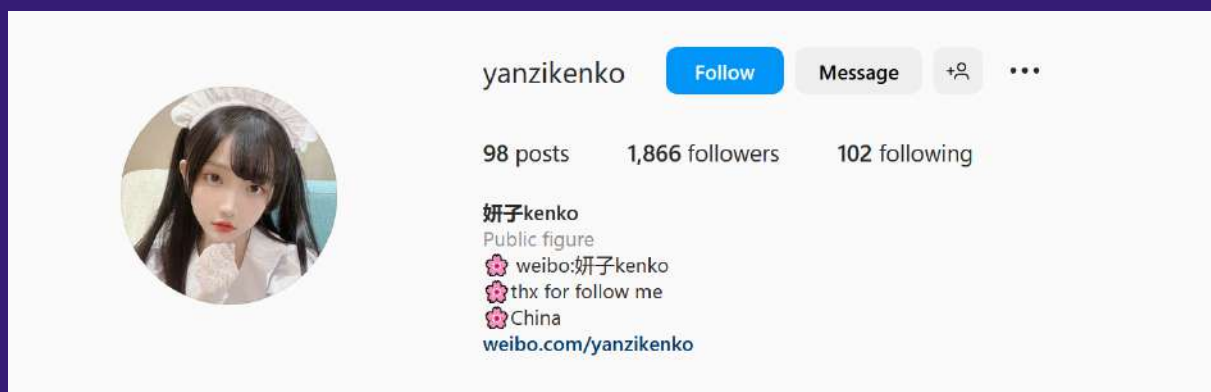 yanzikenko Follow Message
98 posts 1,866 followers 102 following
妍子kenko
Public figure
🌸 weibo:妍子kenko
🌸thx for follow me
🌸China
weibo.com/yanzikenko